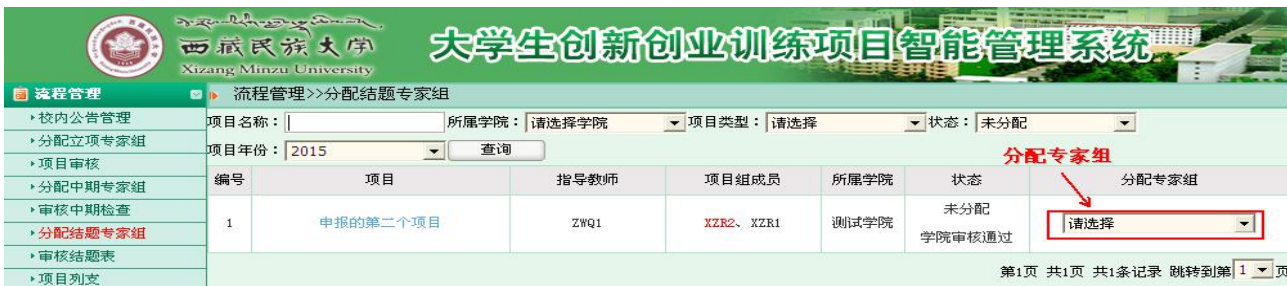 西藏民族大学
Xizang Minzu University
大学生创新创业训练项目智能管理系统
流程管理
流程管理>>分配结题专家组
校内公告管理
分配立项专家组
项目审核
分配中期专家组
审核中期检查
分配结题专家组
审核结题表
项目列支
项目名称： 所属学院： 请选择学院 项目类型： 请选择 状态： 未分配
项目年份： 2015 查询
分配专家组
编号 项目 指导教师 项目组成员 所属学院 状态 分配专家组
1 申报的第二个项目 ZWQ1 XZR2、XZR1 测试学院 未分配 请选择
学院审核通过
第1页 共1页 共1条记录 跳转到第 1 页